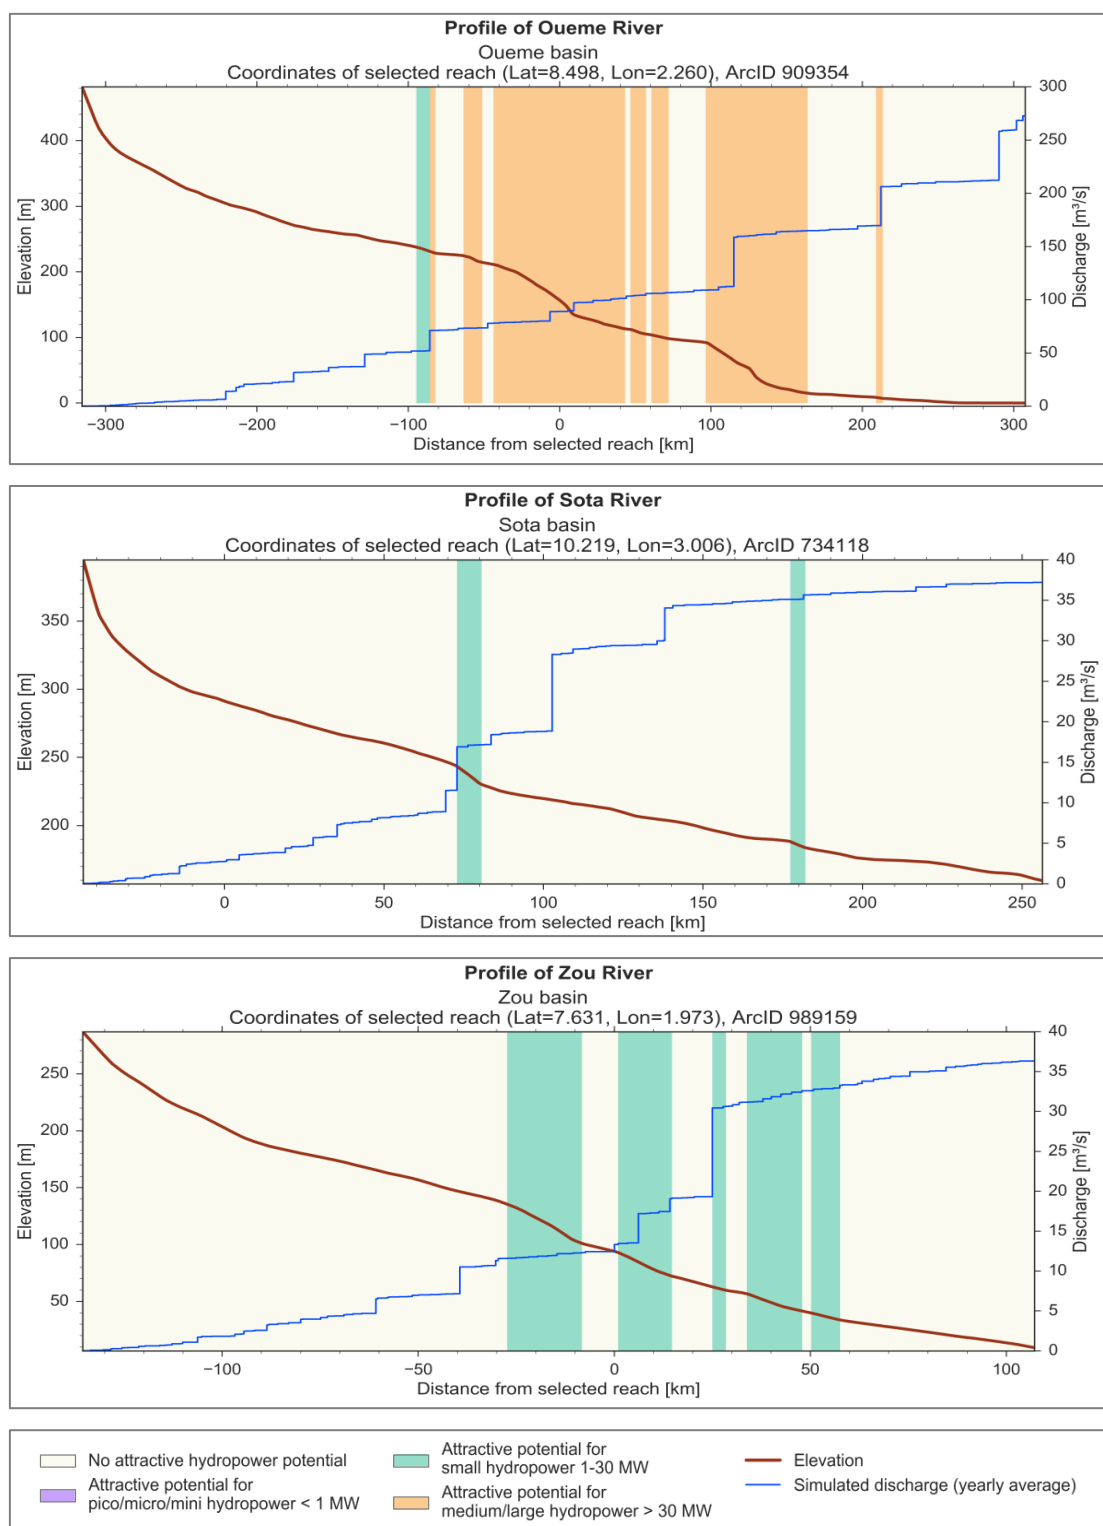 Profile of Oueme River
Oueme basin
Coordinates of selected reach (Lat=8.498, Lon=2.260), ArcID 909354
Elevation [m]
400
300
200
100
0
300
250
200
150
100
50
0
Discharge [m³/s]
−300 −200 −100 0 100 200 300
Distance from selected reach [km]
Profile of Sota River
Sota basin
Coordinates of selected reach (Lat=10.219, Lon=3.006), ArcID 734118
Elevation [m]
350
300
250
200
40
35
30
25
20
15
10
5
0
Discharge [m³/s]
0 50 100 150 200 250
Distance from selected reach [km]
Profile of Zou River
Zou basin
Coordinates of selected reach (Lat=7.631, Lon=1.973), ArcID 989159
Elevation [m]
250
200
150
100
50
40
35
30
25
20
15
10
5
0
Discharge [m³/s]
−100 −50 0 50 100
Distance from selected reach [km]
No attractive hydropower potential
Attractive potential for
pico/micro/mini hydropower < 1 MW
Attractive potential for
small hydropower 1-30 MW
Attractive potential for
medium/large hydropower > 30 MW
Elevation
Simulated discharge (yearly average)